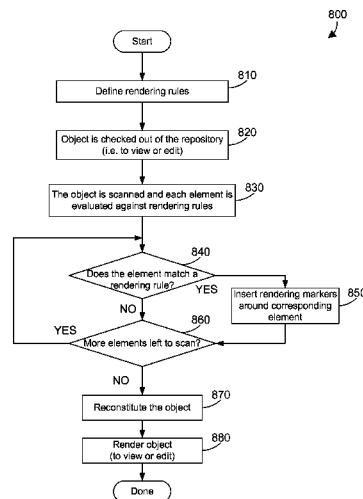 800
Start
810
Define rendering rules
820
Object is checked out of the repository
(i.e. to view or edit)
830
The object is scanned and each element is
evaluated against rendering rules
840
Does the element match a
rendering rule?
YES
NO
850
Insert rendering markers
around corresponding
element
860
YES
More elements left to scan?
NO
870
Reconstitute the object
880
Render object
(to view or edit)
Done